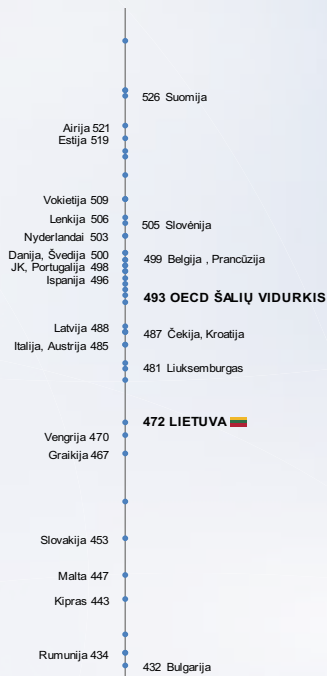 526 Suomija
Airija 521
Estija 519
Vokietija 509
Lenkija 506
505 Slovėnija
Nyderlandai 503
Danija, Švedija 500
499 Belgija , Prancūzija
JK, Portugalija 498
Ispanija 496
493 OECD ŠALIŲ VIDURKIS
Latvija 488
487 Čekija, Kroatija
Italija, Austrija 485
481 Liuksemburgas
472 LIETUVA
Vengrija 470
Graikija 467
Slovakija 453
Malta 447
Kipras 443
Rumunija 434
432 Bulgarija